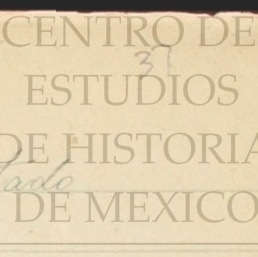 CENTRO DE
37
ESTUDIOS
DE HISTORIA
DE MEXICO